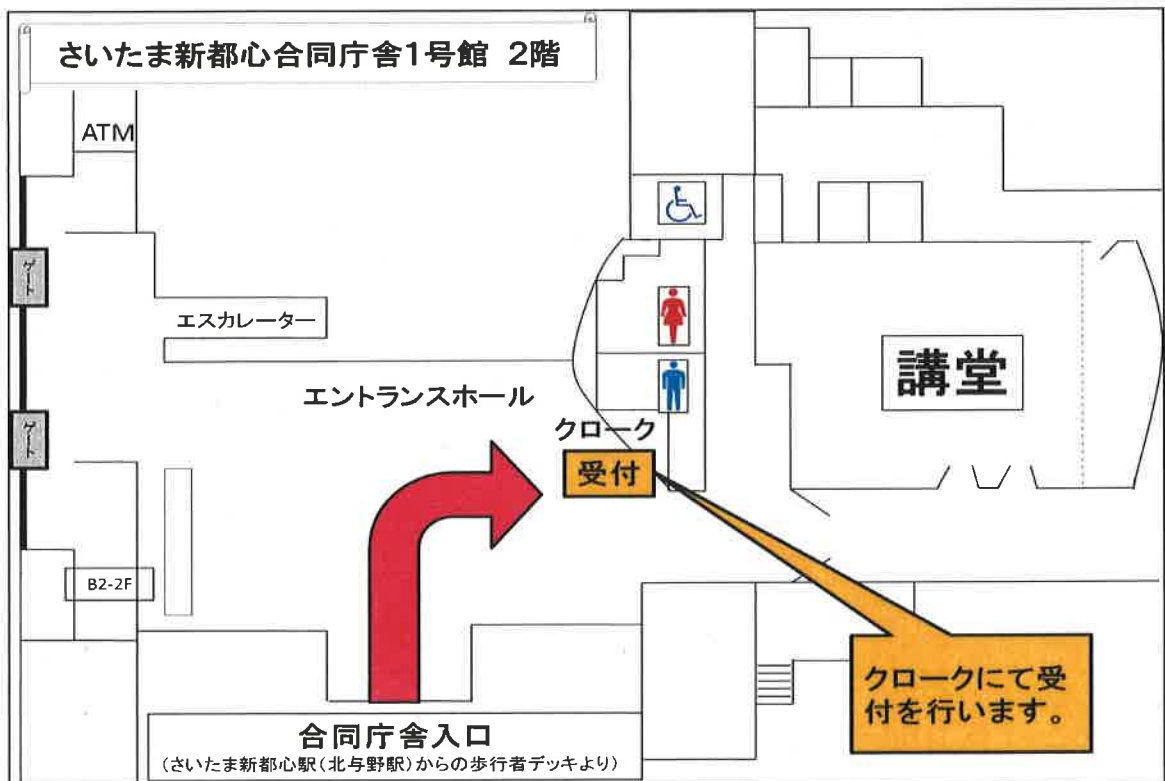 さいたま新都心合同庁舎1号館 2階
ATM
ゲート
エスカレーター
講堂
エントランスホール
ゲート
クローク
受付
B2-2F
クロークにて受
付を行います。
合同庁舎入口
(さいたま新都心駅(北与野駅)からの歩行者デッキより)